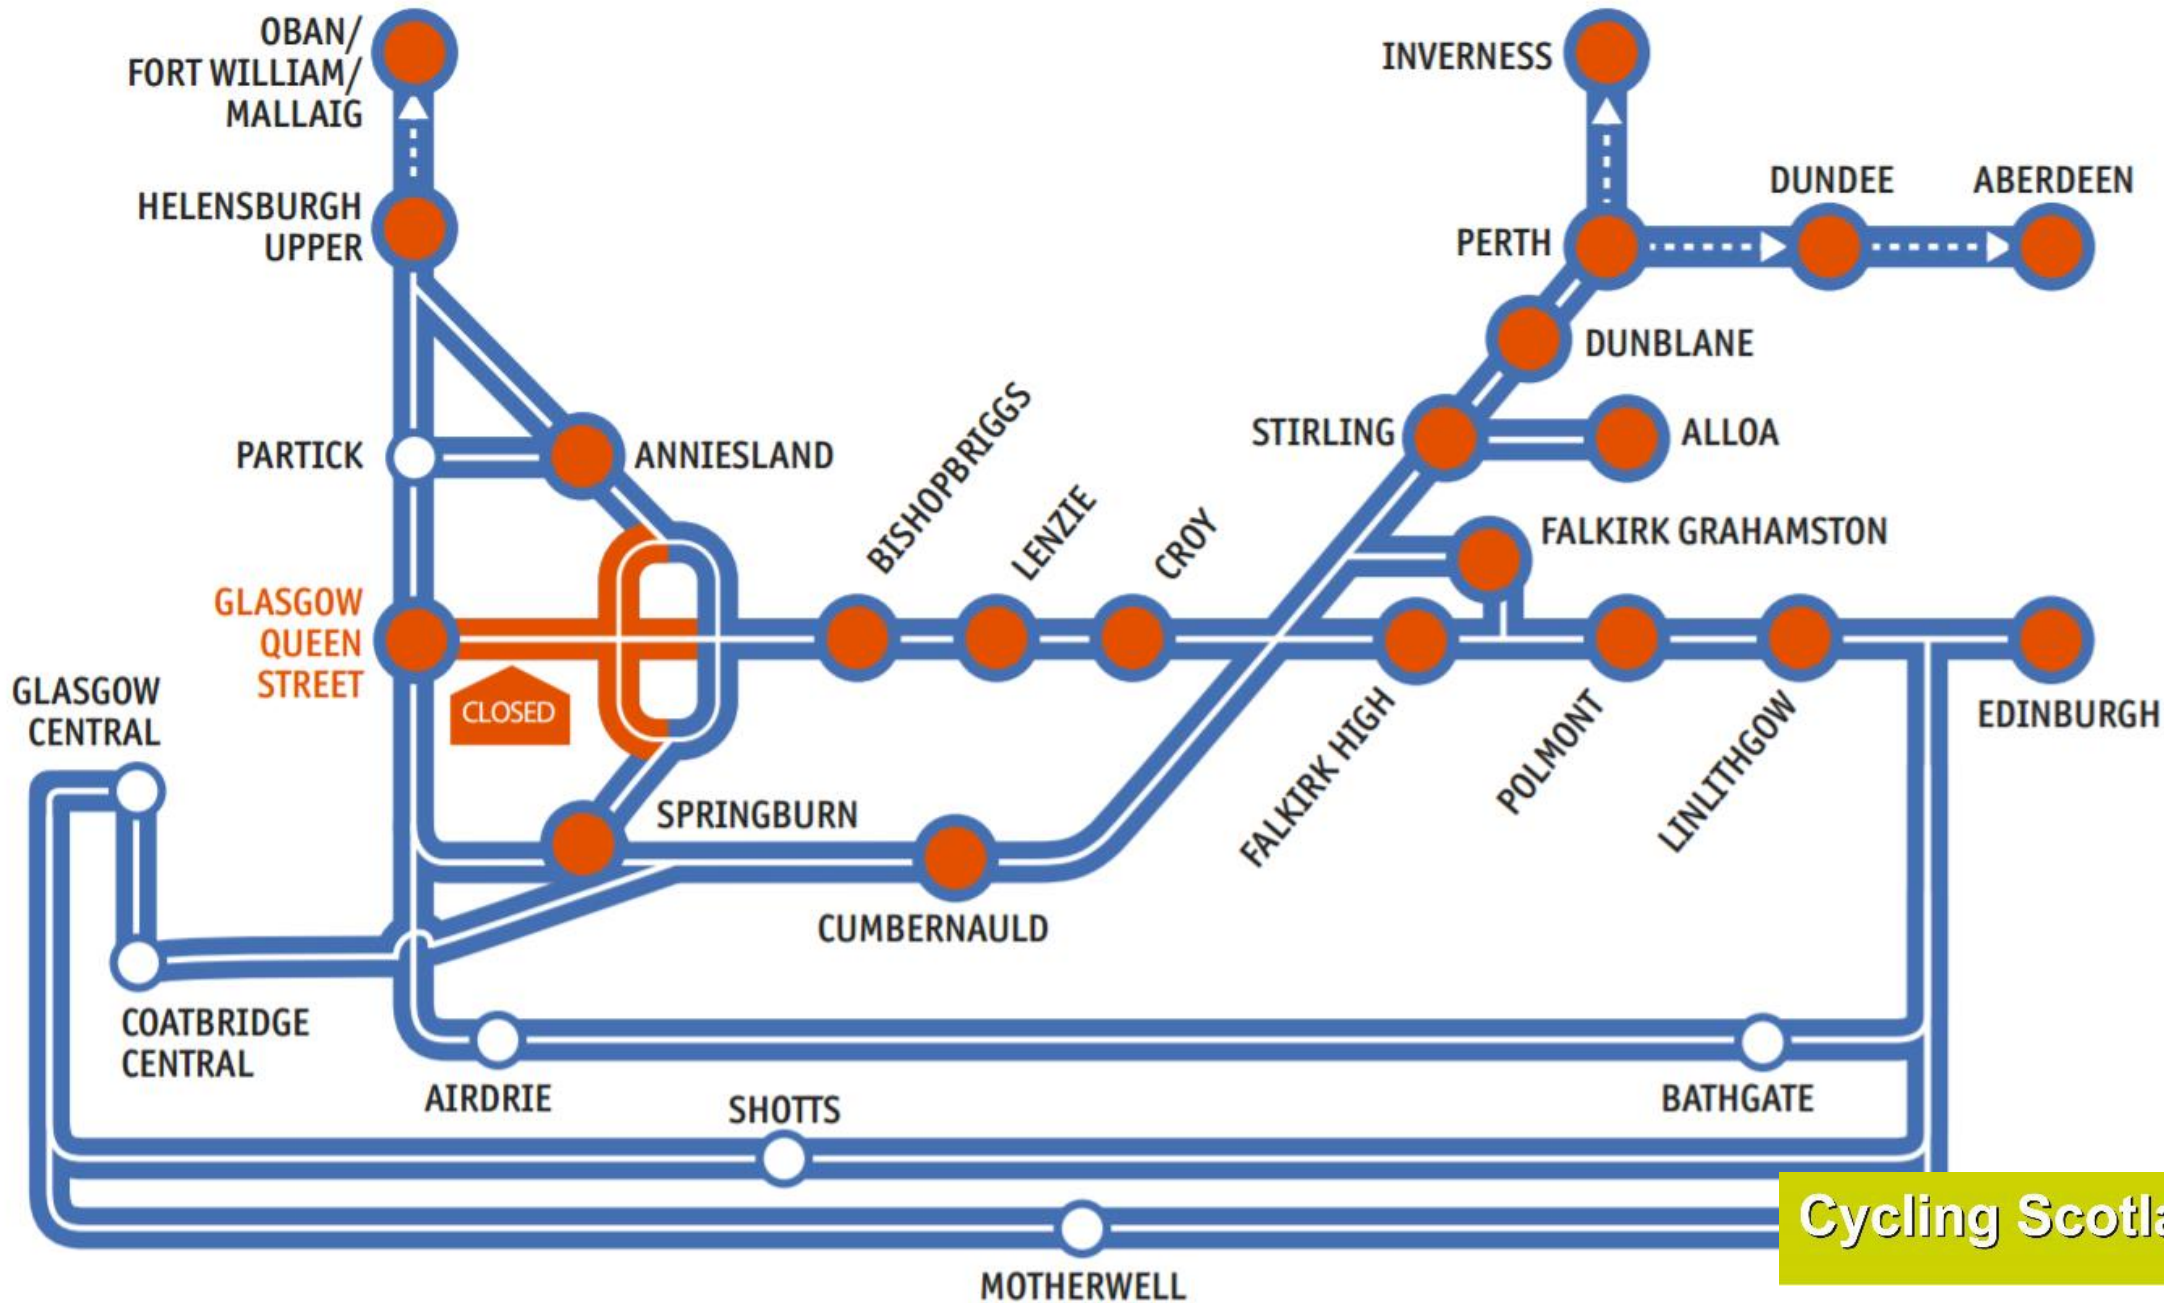 OBAN/
FORT WILLIAM/
MALLAIG
INVERNESS
HELENSBURGH
UPPER
DUNDEE
ABERDEEN
PERTH
DUNBLANE
PARTICK
ANNIESLAND
BISHOPBRIGGS
LENZIE
CROY
STIRLING
ALLOA
FALKIRK GRAHAMSTON
GLASGOW
QUEEN
STREET
CLOSED
GLASGOW
CENTRAL
FALKIRK HIGH
POLMONT
LINLITHGOW
EDINBURGH
SPRINGBURN
CUMBERNAULD
COATBRIDGE
CENTRAL
AIRDRIE
BATHGATE
SHOTTS
MOTHERWELL
Cycling Scotla